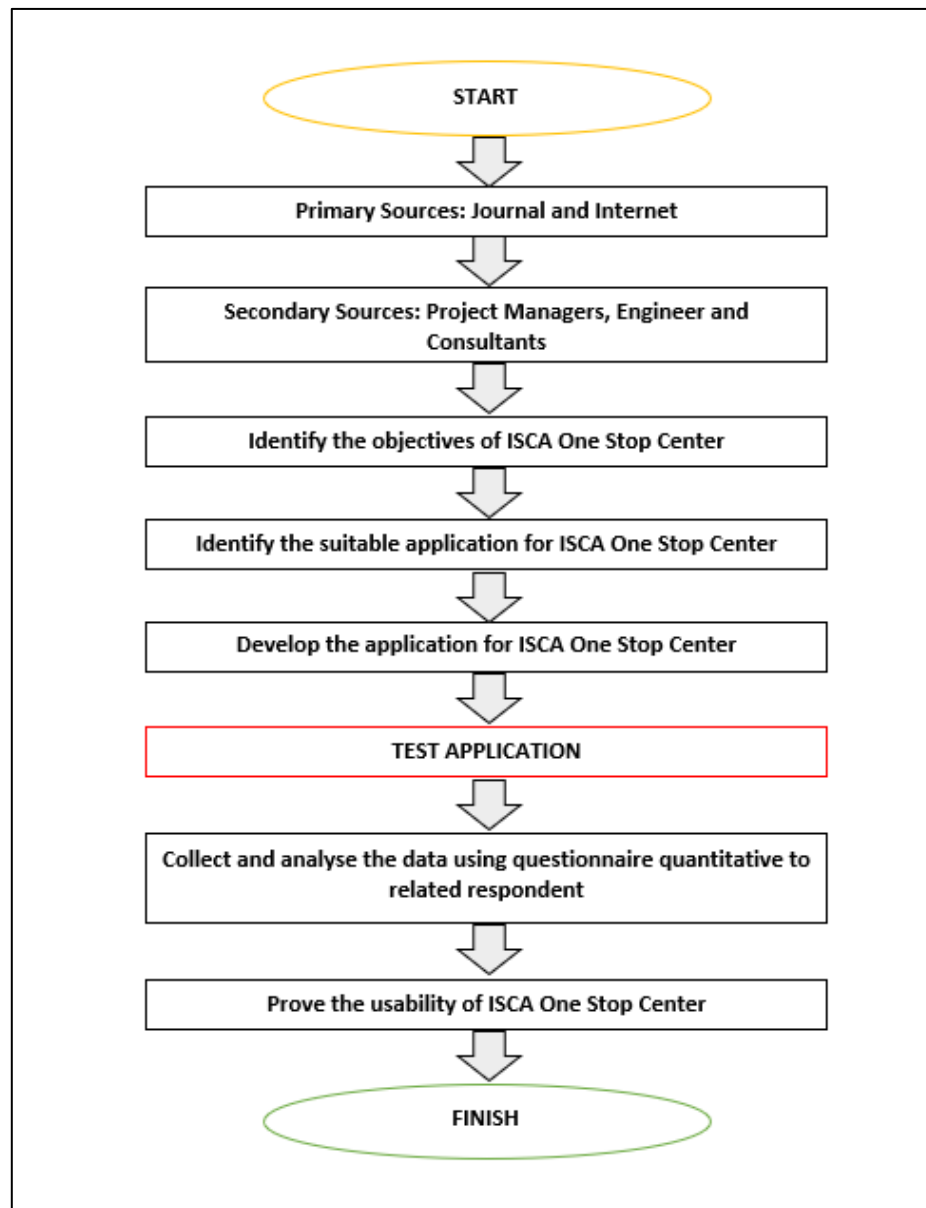 START
Primary Sources: Journal and Internet
Secondary Sources: Project Managers, Engineer and
Consultants
Identify the objectives of ISCA One Stop Center
Identify the suitable application for ISCA One Stop Center
Develop the application for ISCA One Stop Center
TEST APPLICATION
Collect and analyse the data using questionnaire quantitative to
related respondent
Prove the usability of ISCA One Stop Center
FINISH